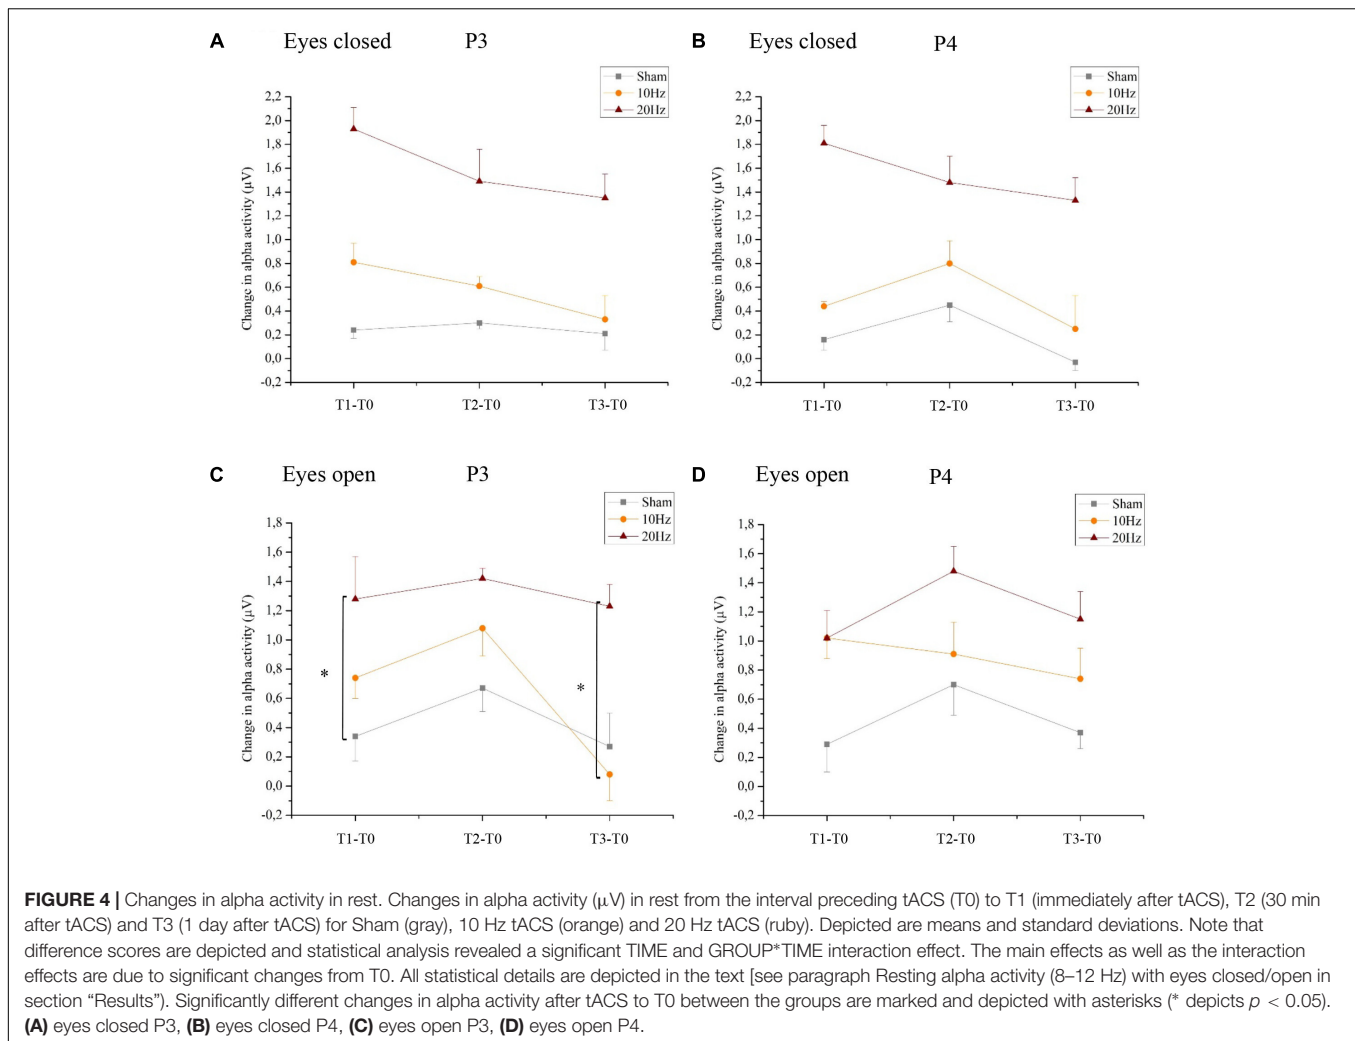 A Eyes closed P3
Sham
10Hz
20Hz
Change in alpha activity (µV)
2,2
2,0
1,8
1,6
1,4
1,2
1,0
0,8
0,6
0,4
0,2
0,0
-0,2
T1-T0 T2-T0 T3-T0
B Eyes closed P4
Sham
10Hz
20Hz
Change in alpha activity (µV)
2,2
2,0
1,8
1,6
1,4
1,2
1,0
0,8
0,6
0,4
0,2
0,0
-0,2
T1-T0 T2-T0 T3-T0
C Eyes open P3
Sham
10Hz
20Hz
Change in alpha activity (µV)
1,8
1,6
1,4
1,2
1,0
0,8
0,6
0,4
0,2
0,0
-0,2
* *
T1-T0 T2-T0 T3-T0
D Eyes open P4
Sham
10Hz
20Hz
Change in alpha activity (µV)
1,8
1,6
1,4
1,2
1,0
0,8
0,6
0,4
0,2
0,0
-0,2
T1-T0 T2-T0 T3-T0
FIGURE 4 | Changes in alpha activity in rest. Changes in alpha activity (µV) in rest from the interval preceding tACS (T0) to T1 (immediately after tACS), T2 (30 min
after tACS) and T3 (1 day after tACS) for Sham (gray), 10 Hz tACS (orange) and 20 Hz tACS (ruby). Depicted are means and standard deviations. Note that
difference scores are depicted and statistical analysis revealed a significant TIME and GROUP*TIME interaction effect. The main effects as well as the interaction
effects are due to significant changes from T0. All statistical details are depicted in the text [see paragraph Resting alpha activity (8–12 Hz) with eyes closed/open in
section “Results”). Significantly different changes in alpha activity after tACS to T0 between the groups are marked and depicted with asterisks (* depicts p < 0.05).
(A) eyes closed P3, (B) eyes closed P4, (C) eyes open P3, (D) eyes open P4.